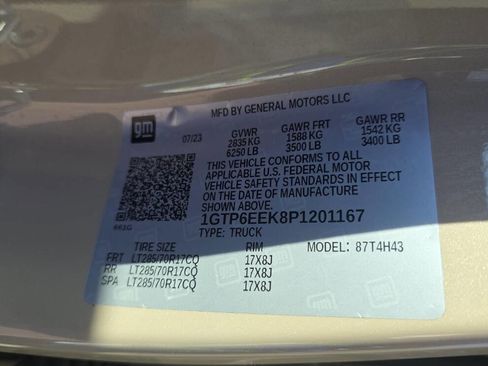 MFD BY GENERAL MOTORS LLC
gm
07/23
GVWR GAWR FRT GAWR RR
2835 KG 1588 KG 1542 KG
6250 LB 3500 LB 3400 LB
THIS VEHICLE CONFORMS TO ALL
APPLICABLE U.S. FEDERAL MOTOR
VEHICLE SAFETY STANDARDS IN EFFECT
ON THE DATE OF MANUFACTURE
SHOWN ABOVE.
1GTP6EEK8P1201167
TYPE: TRUCK
TIRE SIZE RIM MODEL: 87T4H43
FRT LT285/70R17CQ 17X8J
RR LT285/70R17CQ 17X8J
SPA LT285/70R17CQ 17X8J